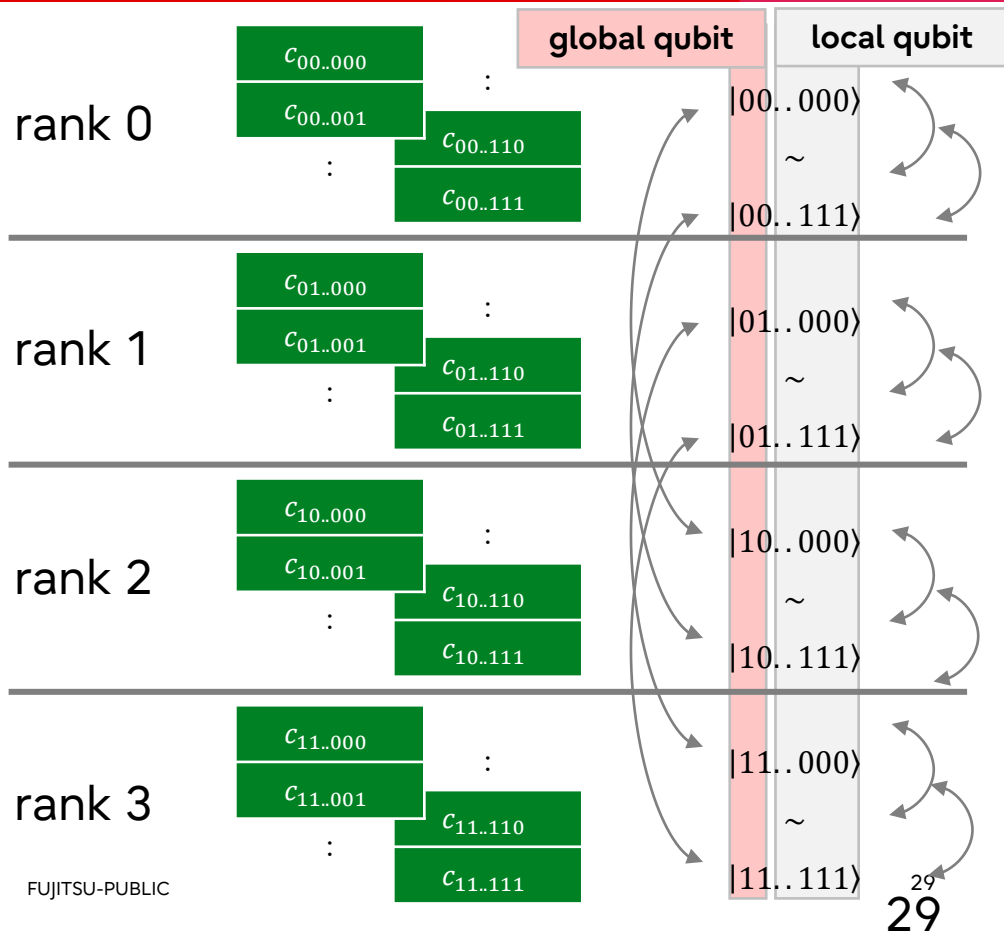 global qubit
local qubit
rank 0
c00..000
c00..001
:
:
c00..110
c00..111
|00..000⟩
~
|00..111⟩
rank 1
c01..000
c01..001
:
:
c01..110
c01..111
|01..000⟩
~
|01..111⟩
rank 2
c10..000
c10..001
:
:
c10..110
c10..111
|10..000⟩
~
|10..111⟩
rank 3
c11..000
c11..001
:
:
c11..110
c11..111
|11..000⟩
~
|11..111⟩
FUJITSU-PUBLIC
29
29